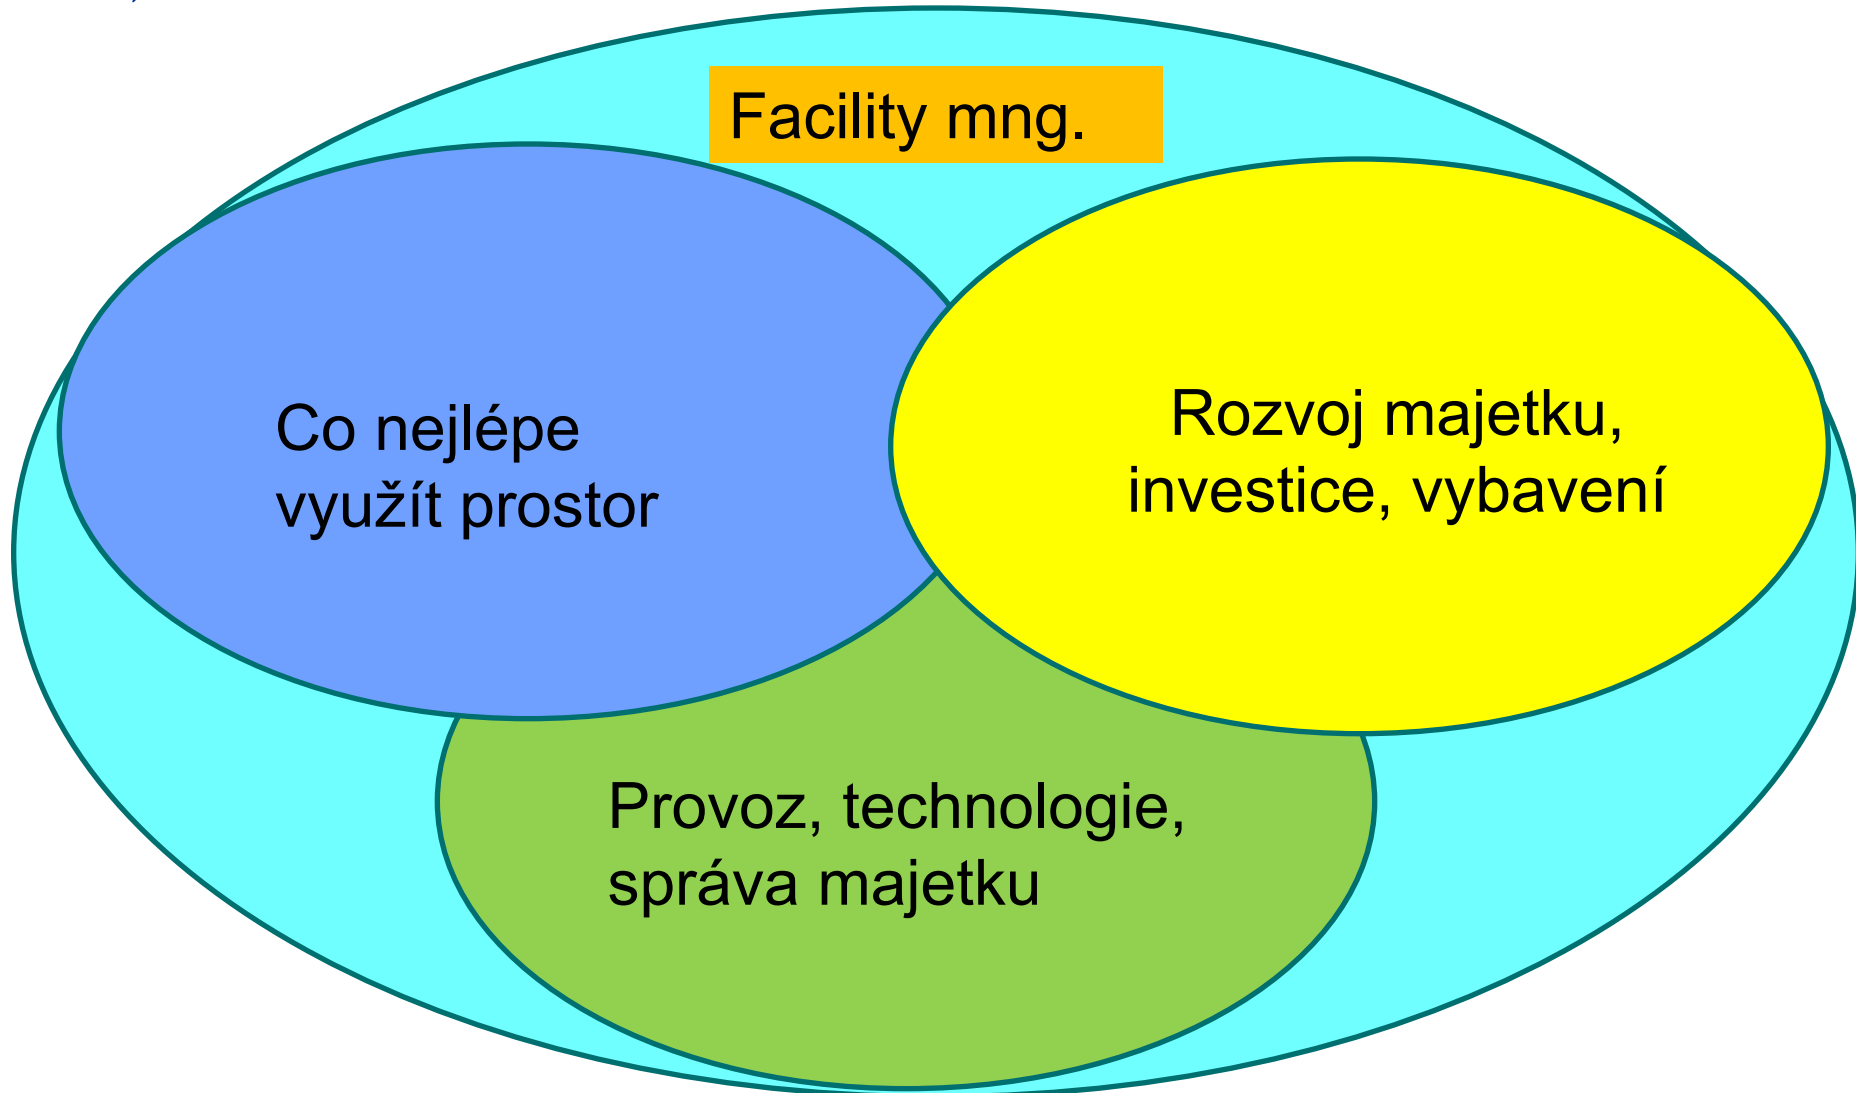 Facility mng.
Co nejlépe
využít prostor
Rozvoj majetku,
investice, vybavení
Provoz, technologie,
správa majetku